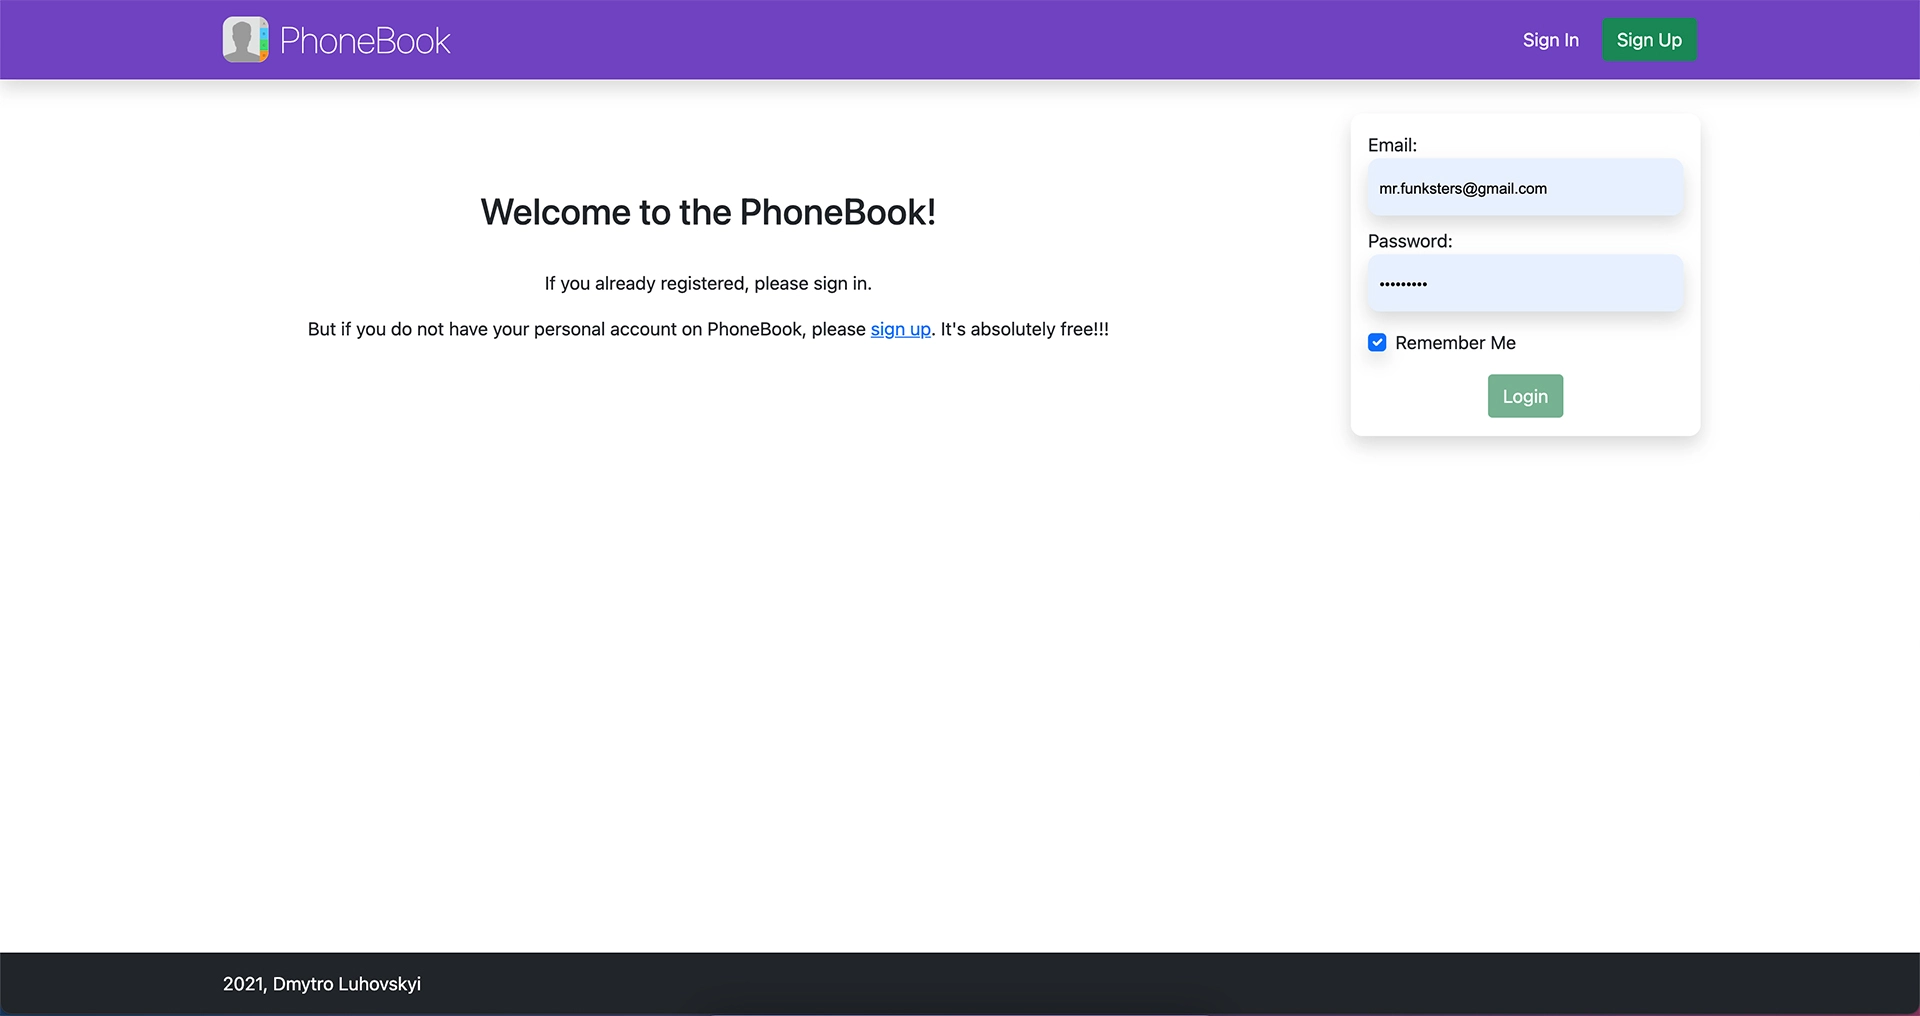 PhoneBook
Sign In
Sign Up
Welcome to the PhoneBook!
If you already registered, please sign in.
But if you do not have your personal account on PhoneBook, please sign up. It's absolutely free!!!
Email:
mr.funksters@gmail.com
Password:
•••••••••
Remember Me
Login
2021, Dmytro Luhovskyi